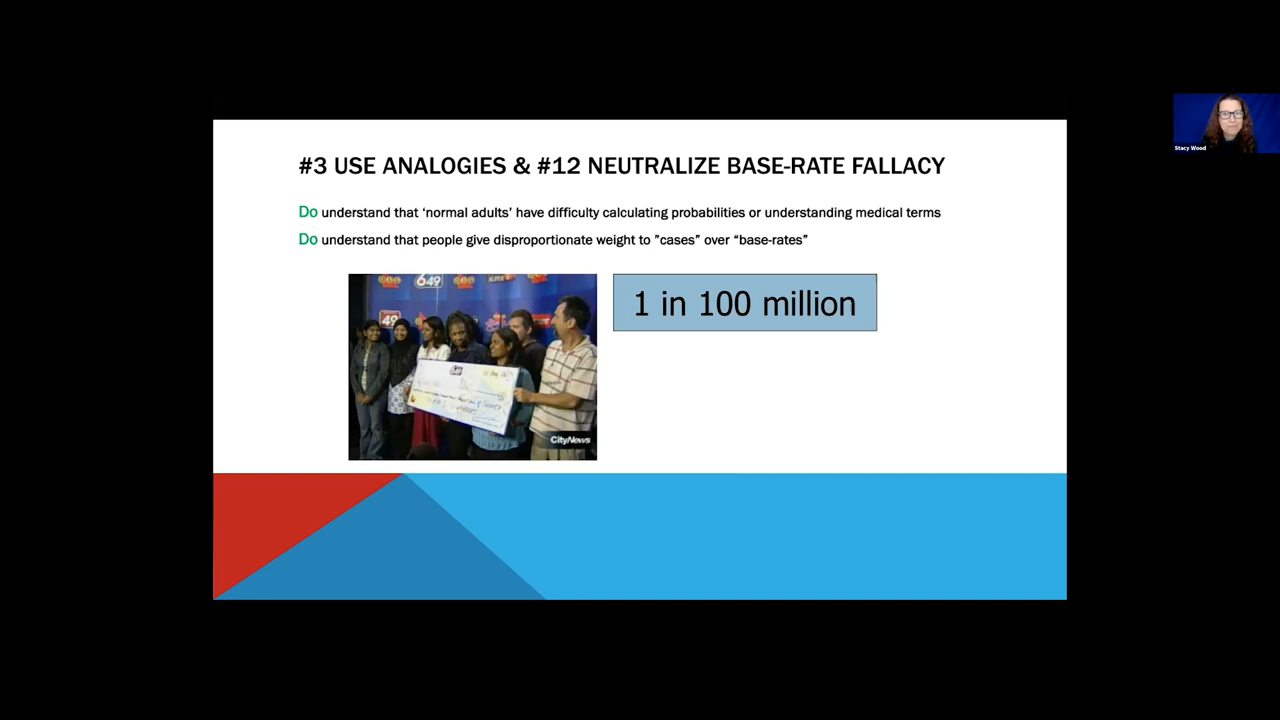 #3 USE ANALOGIES & #12 NEUTRALIZE BASE-RATE FALLACY
Do understand that ‘normal adults’ have difficulty calculating probabilities or understanding medical terms
Do understand that people give disproportionate weight to ”cases” over “base-rates”
649
49
1 in 100 million
CityNews
Stacy Wood